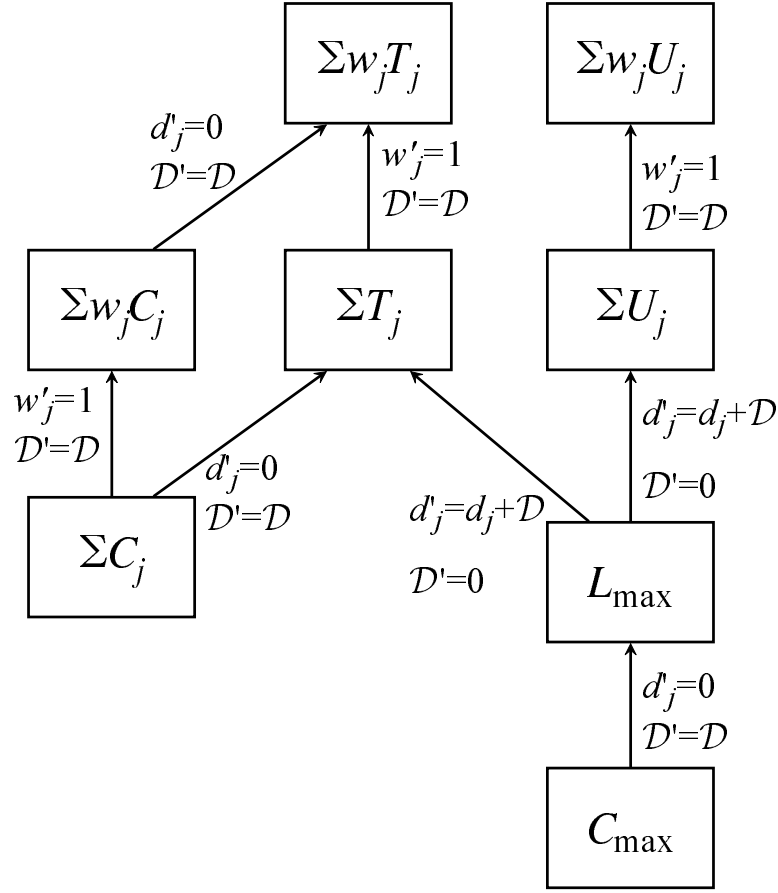 Σw_jT_j
Σw_jU_j
d'_j=0
𝒟'=𝒟
w'_j=1
𝒟'=𝒟
w'_j=1
𝒟'=𝒟
Σw_jC_j
ΣT_j
ΣU_j
w'_j=1
𝒟'=𝒟
d'_j=0
𝒟'=𝒟
d'_j=d_j+𝒟
𝒟'=0
d'_j=d_j+𝒟
𝒟'=0
ΣC_j
L_max
d'_j=0
𝒟'=𝒟
C_max